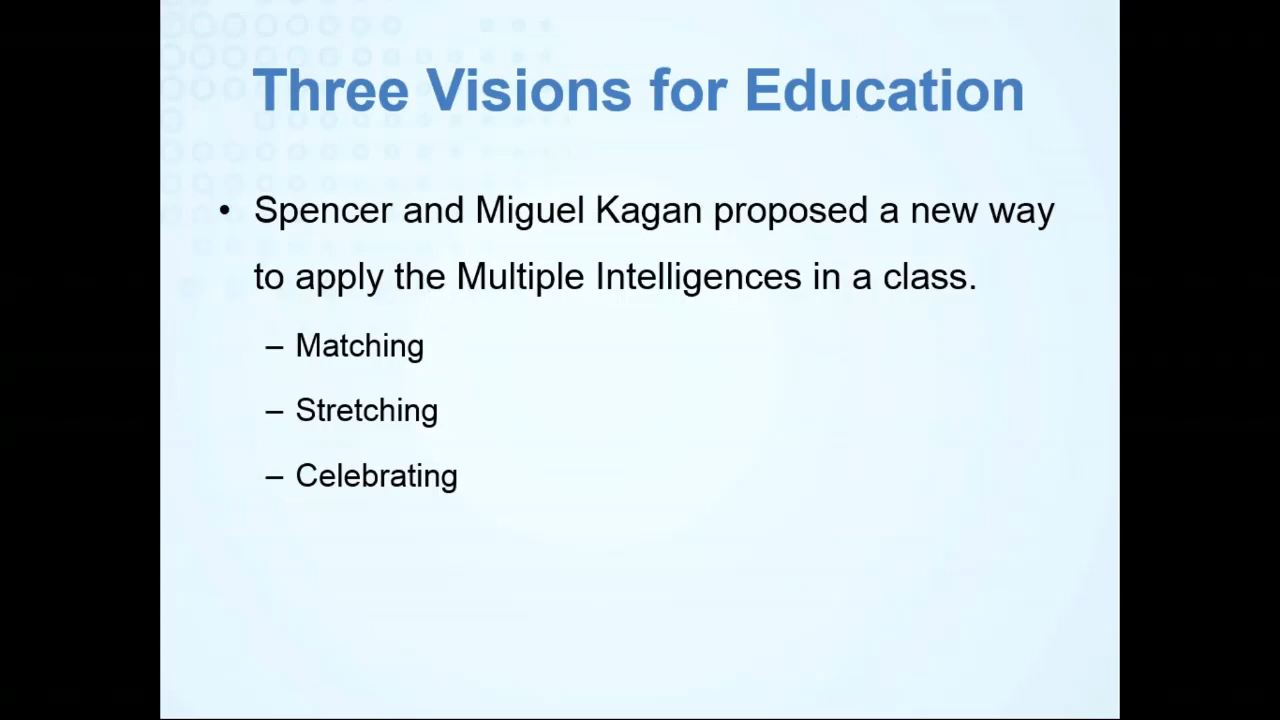 Three Visions for Education
• Spencer and Miguel Kagan proposed a new way
to apply the Multiple Intelligences in a class.
– Matching
– Stretching
– Celebrating